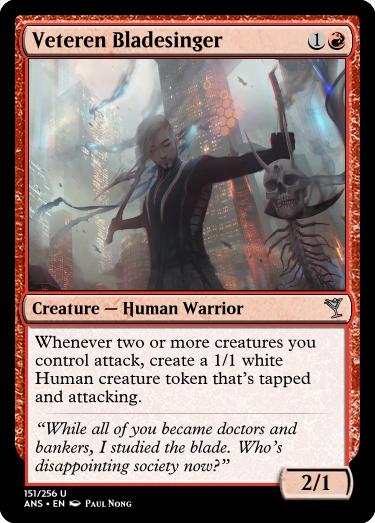 Veteren Bladesinger 1
Creature — Human Warrior
Whenever two or more creatures you
control attack, create a 1/1 white
Human creature token that's tapped
and attacking.
“While all of you became doctors and
bankers, I studied the blade. Who's
disappointing society now?”
2/1
151/256 U
ANS • EN Paul Nong